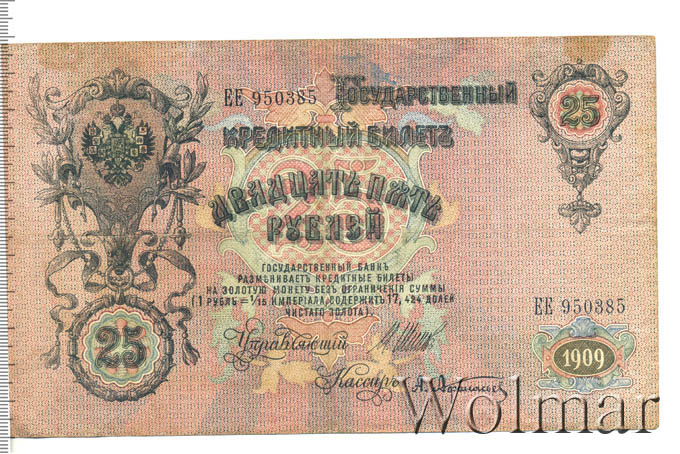 ЕЕ 950385 Государственный
Кредитный билетъ
25
Двадцать пять
рублей
Государственный банкъ
размѣниваетъ кредитные билеты
на золотую монету безъ ограниченія суммы
(1 рубль = 1/15 имперіала, содержитъ 17,424 долей
чистаго золота).
ЕЕ 950385
25
Управляющій
1909
Кассиръ А. Афанасьев
Wolmar